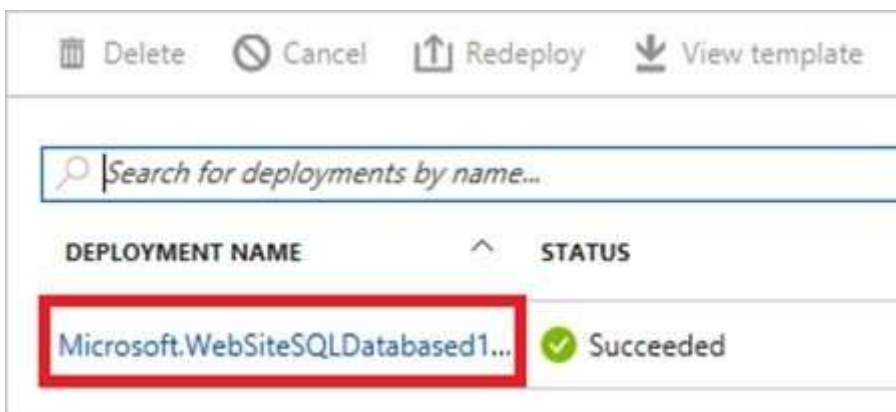 Delete Cancel Redeploy View template
Search for deployments by name...
DEPLOYMENT NAME STATUS
Microsoft.WebSiteSQLDatabased1... Succeeded